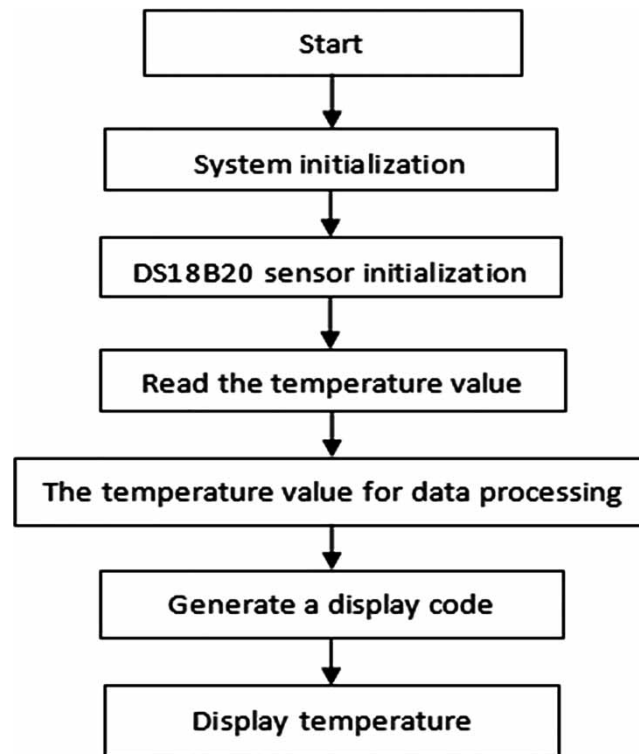 Start
System initialization
DS18B20 sensor initialization
Read the temperature value
The temperature value for data processing
Generate a display code
Display temperature